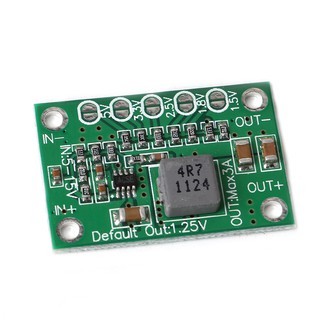 5V
3.3V
2.5V
1.8V
1.5V
IN-
OUT-
IN:5~15V
4R7
1124
OUT:Max3A
OUT+
IN+
Default Out:1.25V